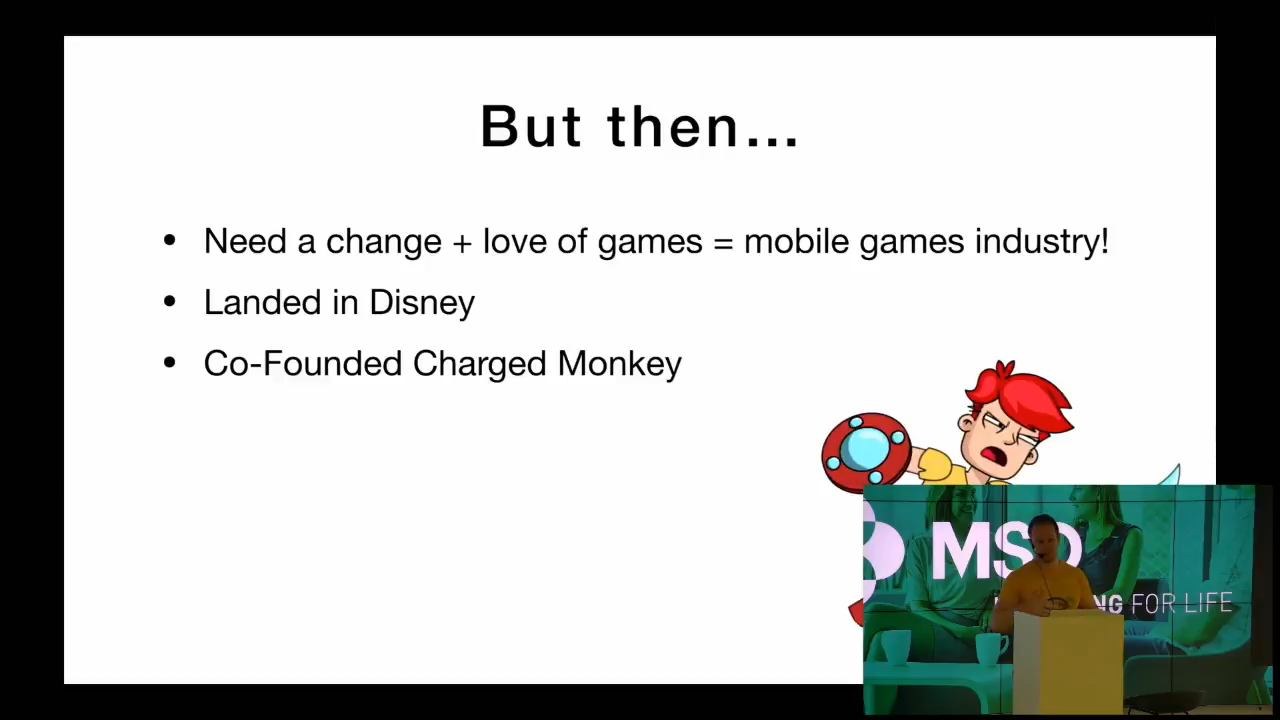 But then...
• Need a change + love of games = mobile games industry!
• Landed in Disney
• Co-Founded Charged Monkey
MSD
FOR LIFE